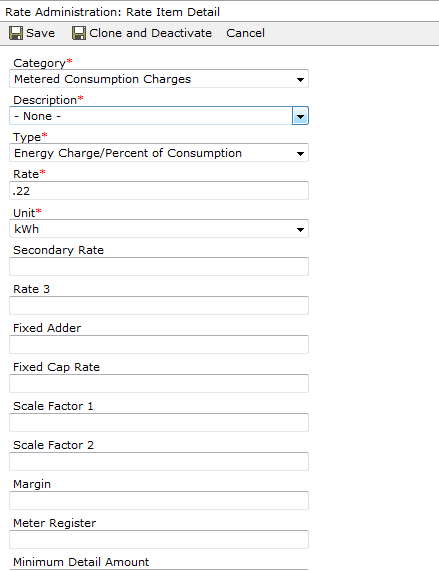 Rate Administration: Rate Item Detail
Save Clone and Deactivate Cancel
Category*
Metered Consumption Charges
Description*
- None -
Type*
Energy Charge/Percent of Consumption
Rate*
.22
Unit*
kWh
Secondary Rate
Rate 3
Fixed Adder
Fixed Cap Rate
Scale Factor 1
Scale Factor 2
Margin
Meter Register
Minimum Detail Amount